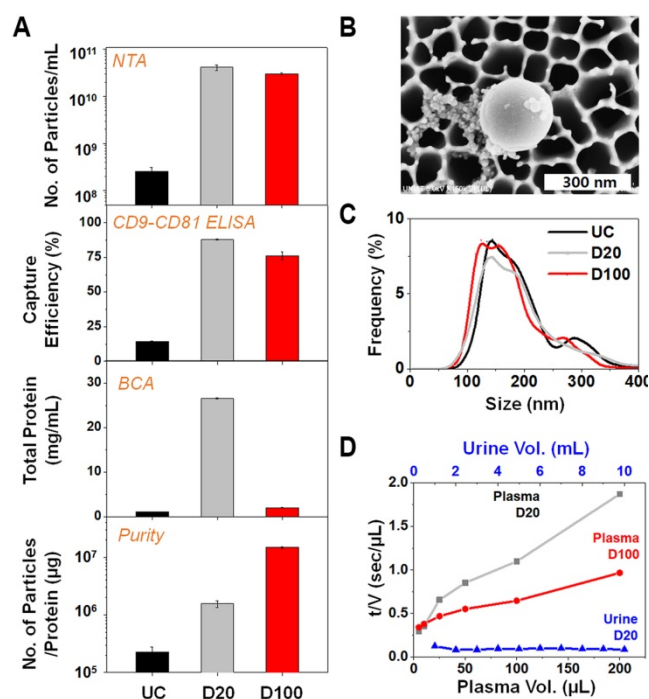 A
NTA
No. of Particles/mL
10¹¹
10¹⁰
10⁹
10⁸
CD9-CD81 ELISA
Capture
Efficiency (%)
100
75
50
25
0
BCA
Total Protein
(mg/mL)
30
20
10
0
Purity
No. of Particles
/Protein (µg)
10⁷
10⁶
10⁵
UC D20 D100
B
300 nm
C
UC
D20
D100
Frequency (%)
10
5
0
0 100 200 300 400
Size (nm)
D
Urine Vol. (mL)
0 2 4 6 8 10
t/V (sec/µL)
2.0
1.5
1.0
0.5
0.0
Plasma
D20
Plasma
D100
Urine
D20
0 50 100 150 200
Plasma Vol. (µL)